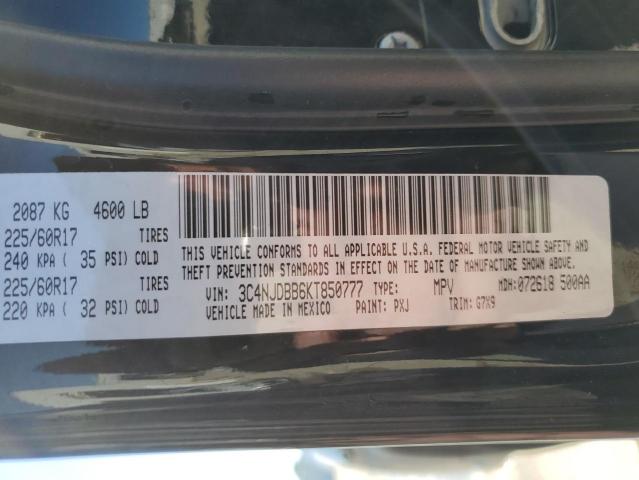 2087 KG 4600 LB
225/60R17 TIRES
240 KPA ( 35 PSI) COLD
225/60R17 TIRES
220 KPA ( 32 PSI) COLD
THIS VEHICLE CONFORMS TO ALL APPLICABLE U.S.A. FEDERAL MOTOR VEHICLE SAFETY AND
THEFT PREVENTION STANDARDS IN EFFECT ON THE DATE OF MANUFACTURE SHOWN ABOVE.
VIN: 3C4NJDBB6KT850777 TYPE: MPV MDH: 072618 500AA
VEHICLE MADE IN MEXICO PAINT: PXJ TRIM: G7X9